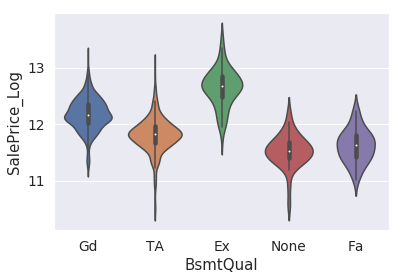 SalePrice_Log
13
12
11
Gd TA Ex None Fa
BsmtQual